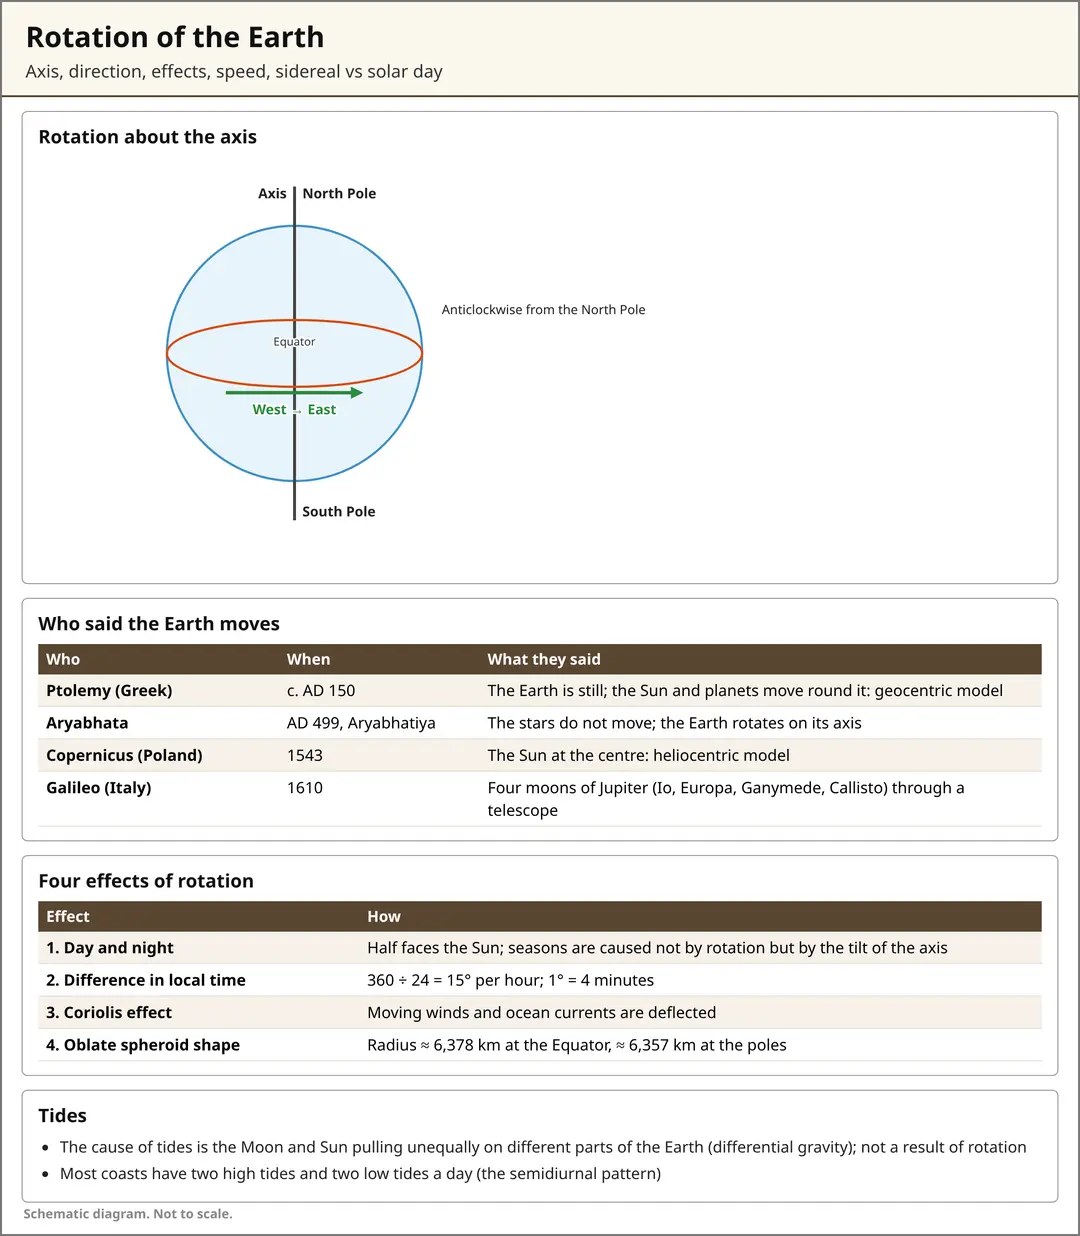 Rotation of the Earth
Axis, direction, effects, speed, sidereal vs solar day
Rotation about the axis
Axis North Pole
Anticlockwise from the North Pole
Equator
West → East
South Pole
Who said the Earth moves
Who When What they said
Ptolemy (Greek) c. AD 150 The Earth is still; the Sun and planets move round it: geocentric model
Aryabhata AD 499, Aryabhatiya The stars do not move; the Earth rotates on its axis
Copernicus (Poland) 1543 The Sun at the centre: heliocentric model
Galileo (Italy) 1610 Four moons of Jupiter (Io, Europa, Ganymede, Callisto) through a
telescope
Four effects of rotation
Effect How
1. Day and night Half faces the Sun; seasons are caused not by rotation but by the tilt of the axis
2. Difference in local time 360 ÷ 24 = 15° per hour; 1° = 4 minutes
3. Coriolis effect Moving winds and ocean currents are deflected
4. Oblate spheroid shape Radius ≈ 6,378 km at the Equator, ≈ 6,357 km at the poles
Tides
• The cause of tides is the Moon and Sun pulling unequally on different parts of the Earth (differential gravity); not a result of rotation
• Most coasts have two high tides and two low tides a day (the semidiurnal pattern)
Schematic diagram. Not to scale.